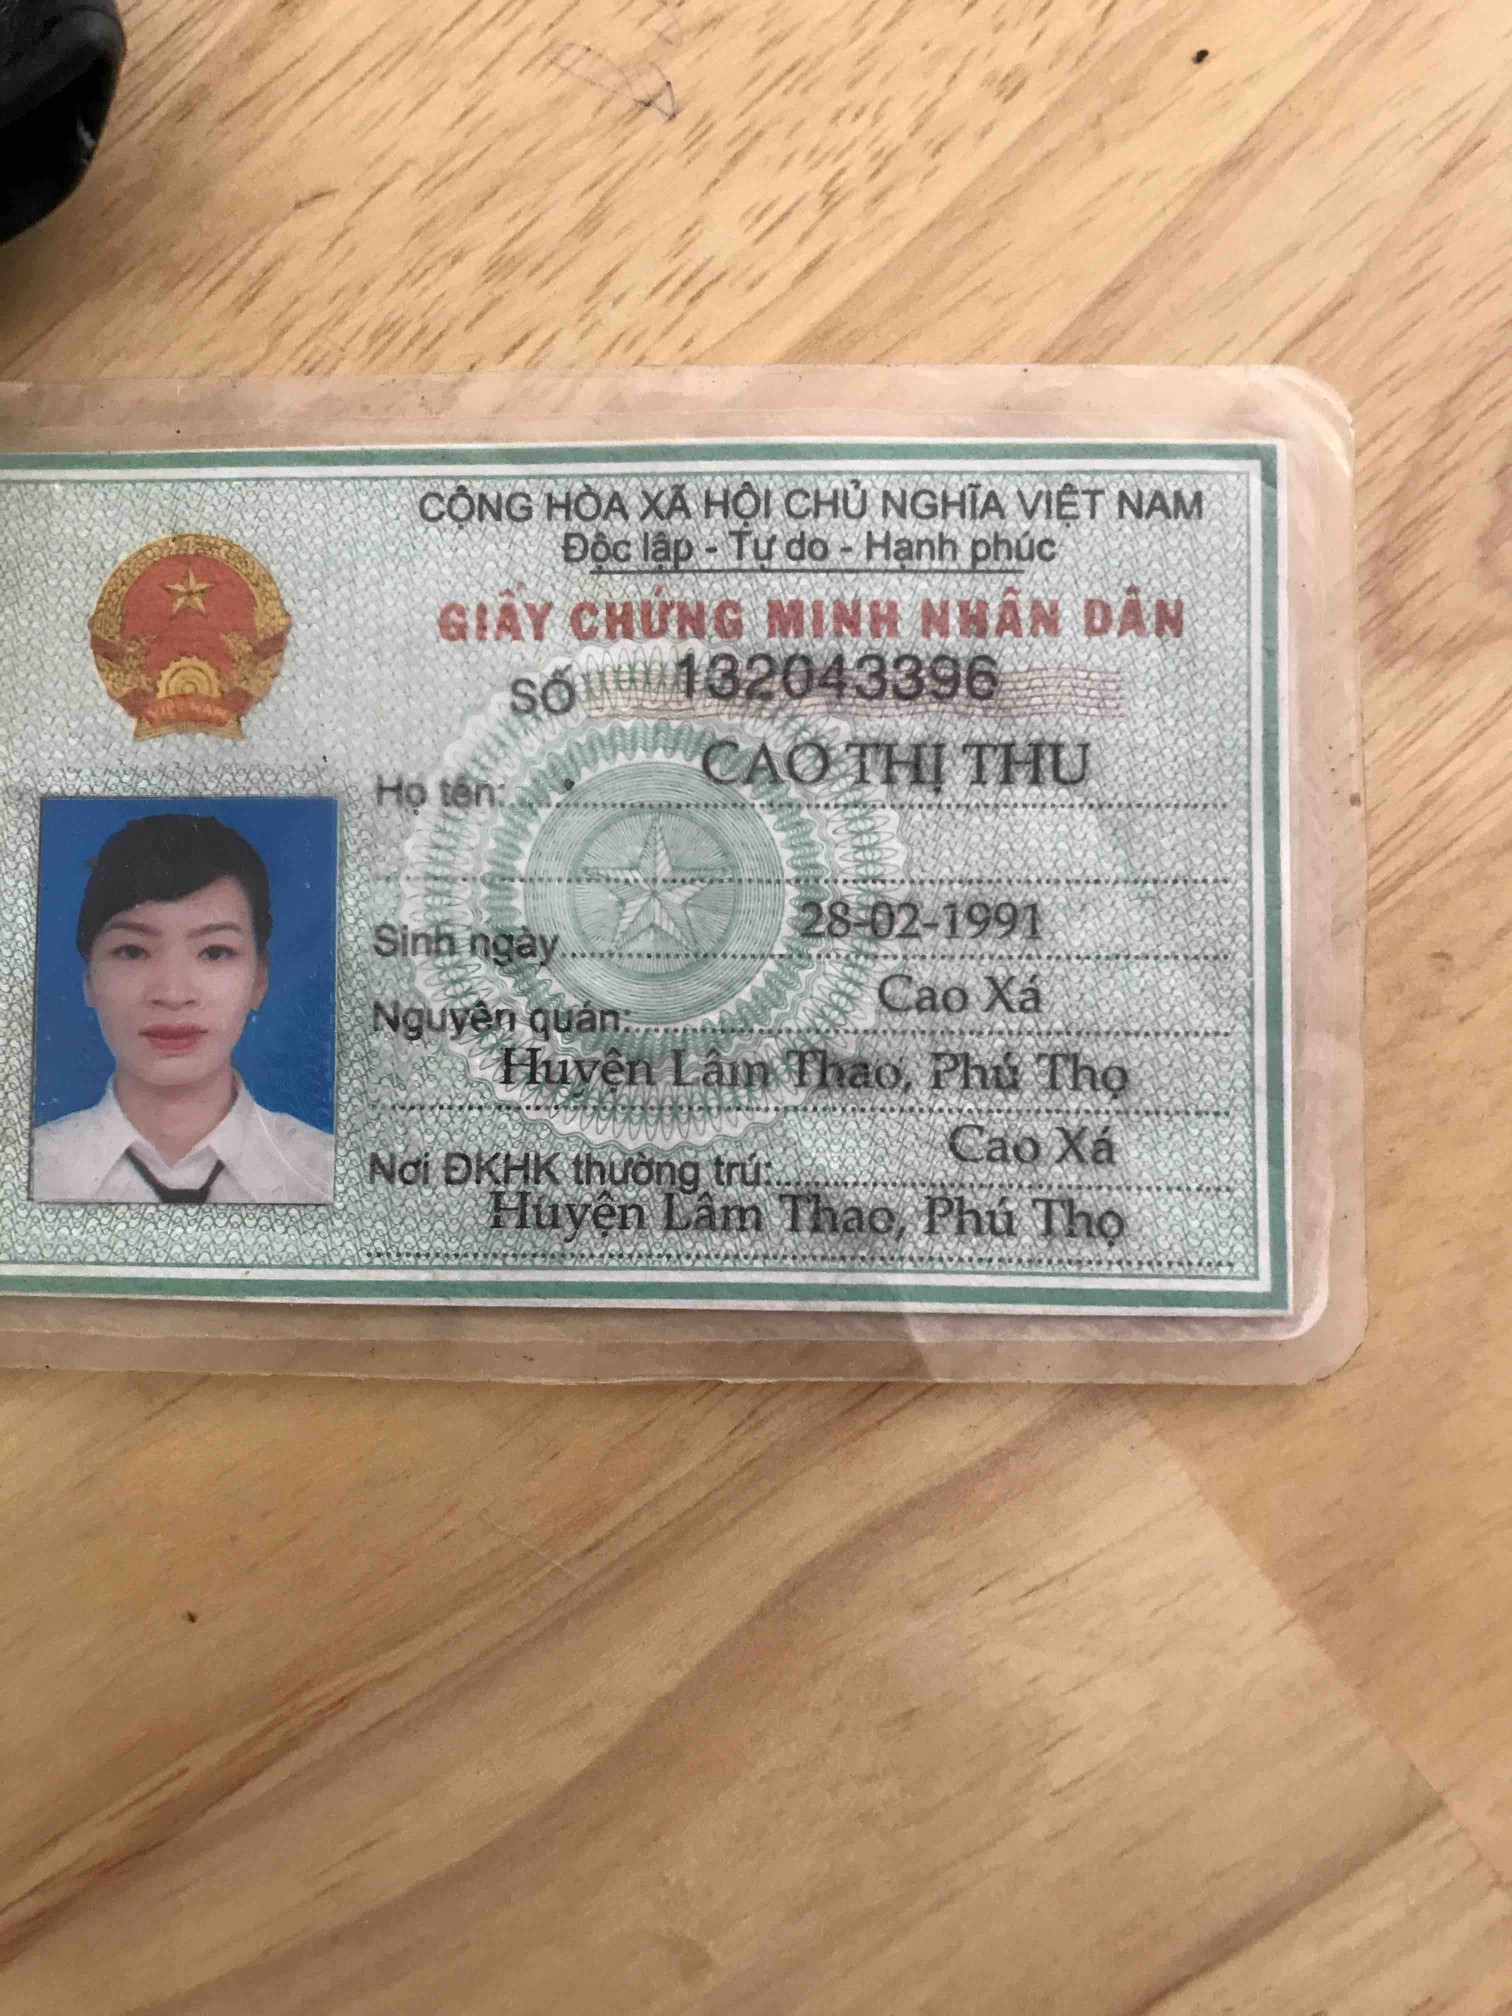 CỘNG HÒA XÃ HỘI CHỦ NGHĨA VIỆT NAM
Độc lập - Tự do - Hạnh phúc
GIẤY CHỨNG MINH NHÂN DÂN
SỐ 132043396
Họ tên: CAO THỊ THU
Sinh ngày 28-02-1991
Nguyên quán: Cao Xá
Huyện Lâm Thao, Phú Thọ
Nơi ĐKHK thường trú: Cao Xá
Huyện Lâm Thao, Phú Thọ